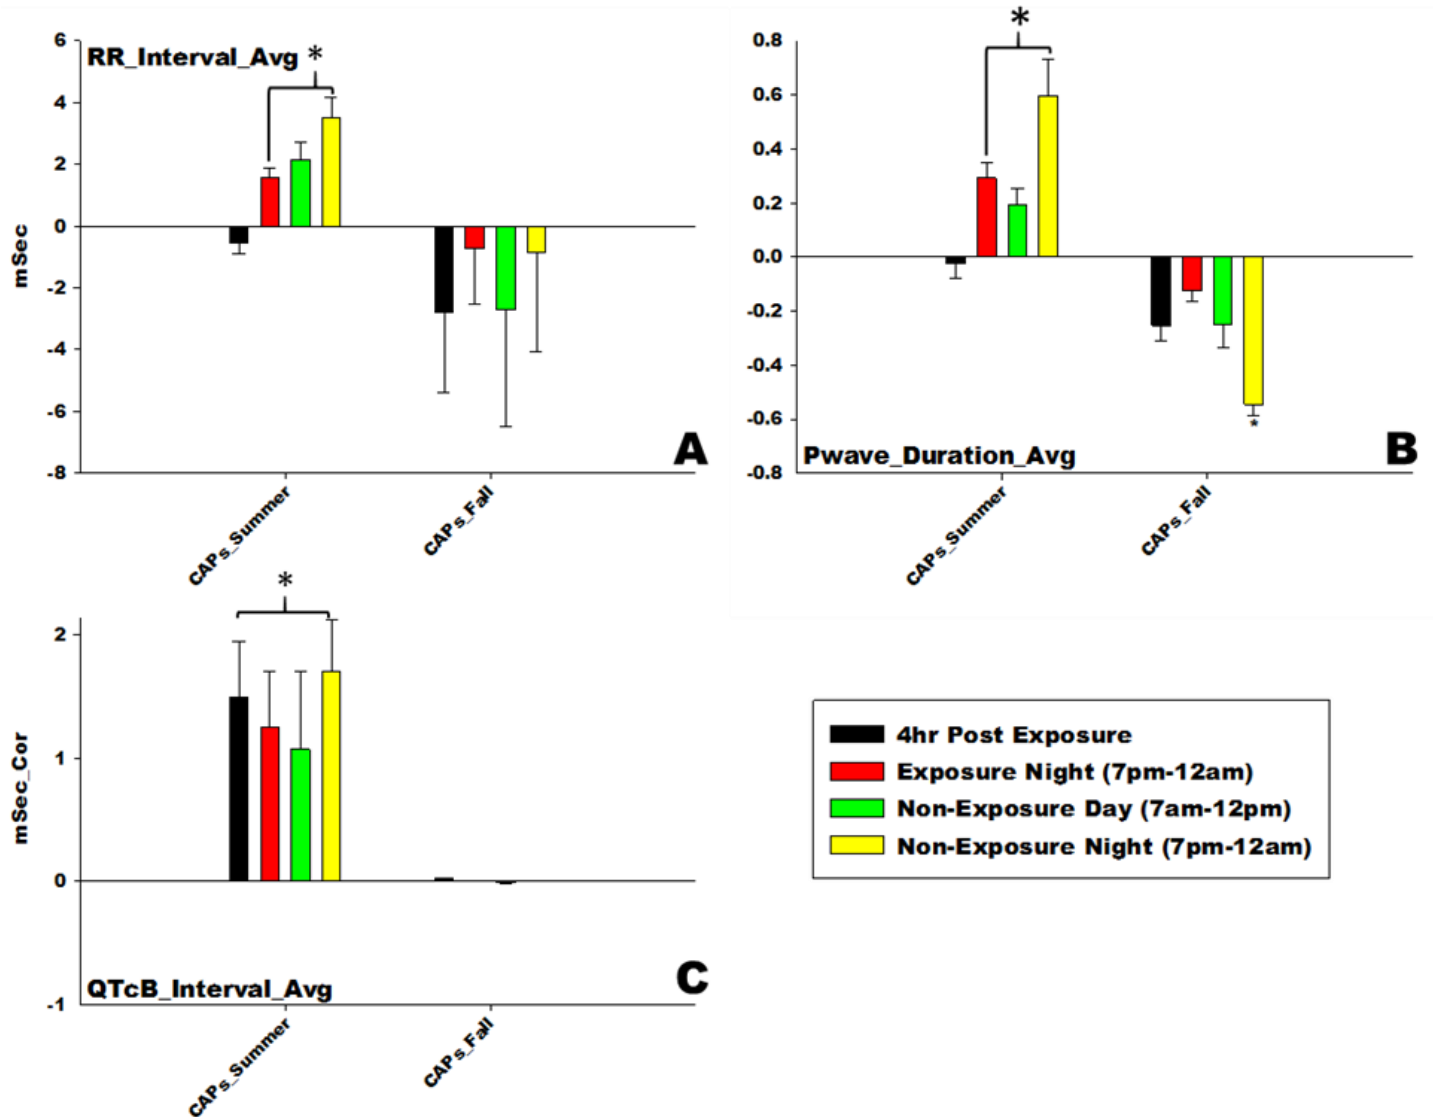 RR_Interval_Avg *
6
4
2
0
-2
-4
-6
-8
mSec
A
CAPs_Summer
CAPs_Fall
*
0.8
0.6
0.4
0.2
0.0
-0.2
-0.4
-0.6
-0.8
*
Pwave_Duration_Avg
B
CAPs_Summer
CAPs_Fall
*
2
1
0
-1
mSec_Cor
QTcB_Interval_Avg
C
CAPs_Summer
CAPs_Fall
4hr Post Exposure
Exposure Night (7pm-12am)
Non-Exposure Day (7am-12pm)
Non-Exposure Night (7pm-12am)